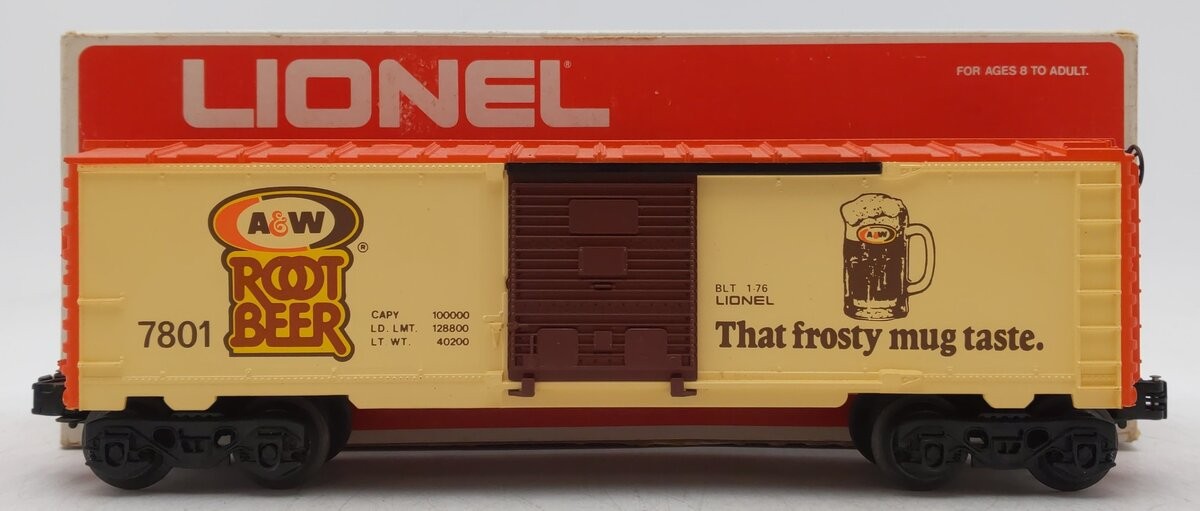 LIONEL®
FOR AGES 8 TO ADULT.
A&W
ROOT
BEER
®
7801
CAPY 100000
LD. LMT. 128800
LT WT. 40200
A&W
BLT 1-76
LIONEL
That frosty mug taste.